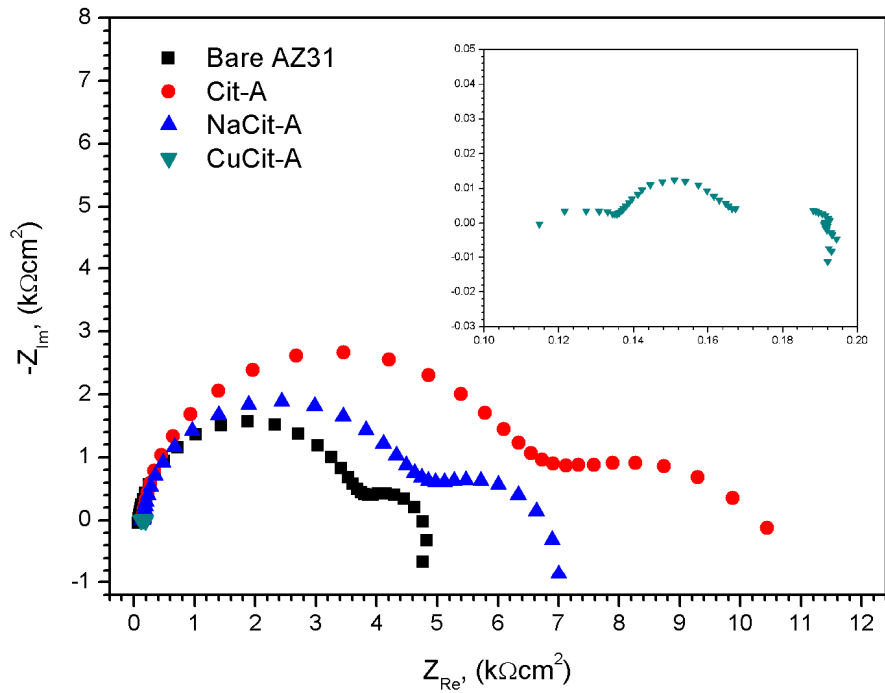 8
7
6
5
4
3
2
1
0
-1
-Z_Im, (kΩcm²)
Bare AZ31
Cit-A
NaCit-A
CuCit-A
0.05
0.04
0.03
0.02
0.01
0.00
-0.01
-0.02
-0.03
0.10 0.12 0.14 0.16 0.18 0.20
0 1 2 3 4 5 6 7 8 9 10 11 12
Z_Re, (kΩcm²)